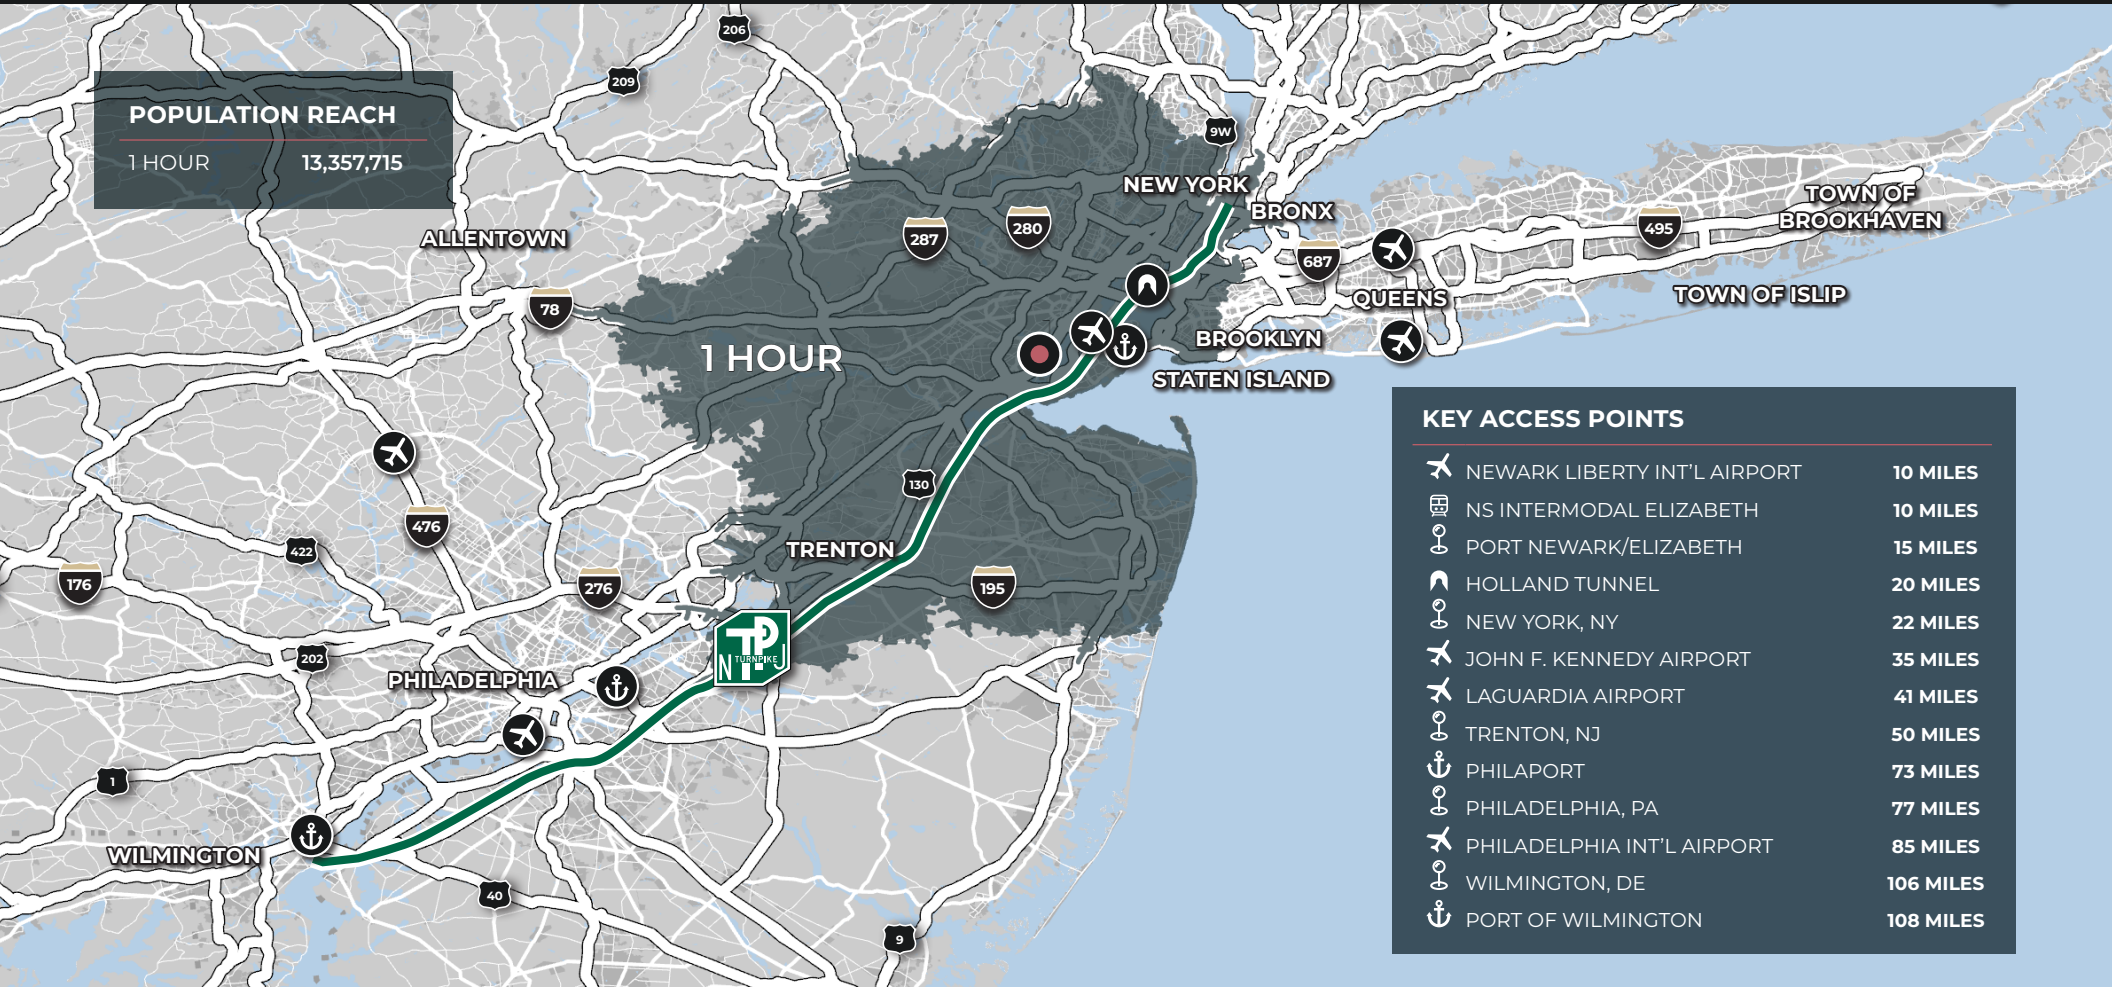 206
209
POPULATION REACH
1 HOUR 13,357,715
9W
NEW YORK
BRONX
TOWN OF
BROOKHAVEN
ALLENTOWN
287
280
687
495
78
QUEENS
TOWN OF ISLIP
1 HOUR
BROOKLYN
STATEN ISLAND
KEY ACCESS POINTS
NEWARK LIBERTY INT'L AIRPORT 10 MILES
NS INTERMODAL ELIZABETH 10 MILES
PORT NEWARK/ELIZABETH 15 MILES
HOLLAND TUNNEL 20 MILES
NEW YORK, NY 22 MILES
JOHN F. KENNEDY AIRPORT 35 MILES
LAGUARDIA AIRPORT 41 MILES
TRENTON, NJ 50 MILES
PHILAPORT 73 MILES
PHILADELPHIA, PA 77 MILES
PHILADELPHIA INT'L AIRPORT 85 MILES
WILMINGTON, DE 106 MILES
PORT OF WILMINGTON 108 MILES
130
476
422
TRENTON
176
276
195
TP
N TURNPIKE J
202
PHILADELPHIA
1
WILMINGTON
40
9